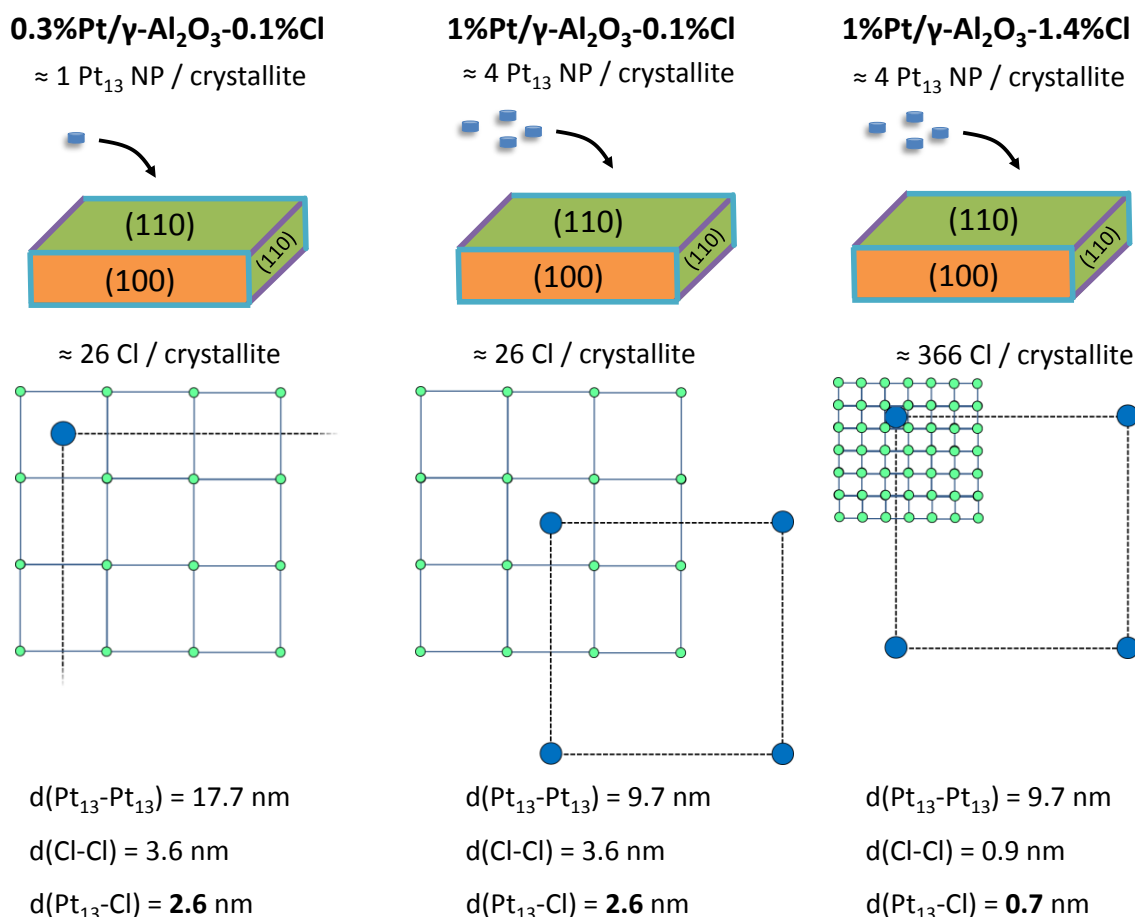 0.3%Pt/γ-Al₂O₃-0.1%Cl
≈ 1 Pt₁₃ NP / crystallite
(110)
(100)
(110)
≈ 26 Cl / crystallite
d(Pt₁₃-Pt₁₃) = 17.7 nm
d(Cl-Cl) = 3.6 nm
d(Pt₁₃-Cl) = 2.6 nm
1%Pt/γ-Al₂O₃-0.1%Cl
≈ 4 Pt₁₃ NP / crystallite
(110)
(100)
(110)
≈ 26 Cl / crystallite
d(Pt₁₃-Pt₁₃) = 9.7 nm
d(Cl-Cl) = 3.6 nm
d(Pt₁₃-Cl) = 2.6 nm
1%Pt/γ-Al₂O₃-1.4%Cl
≈ 4 Pt₁₃ NP / crystallite
(110)
(100)
(110)
≈ 366 Cl / crystallite
d(Pt₁₃-Pt₁₃) = 9.7 nm
d(Cl-Cl) = 0.9 nm
d(Pt₁₃-Cl) = 0.7 nm